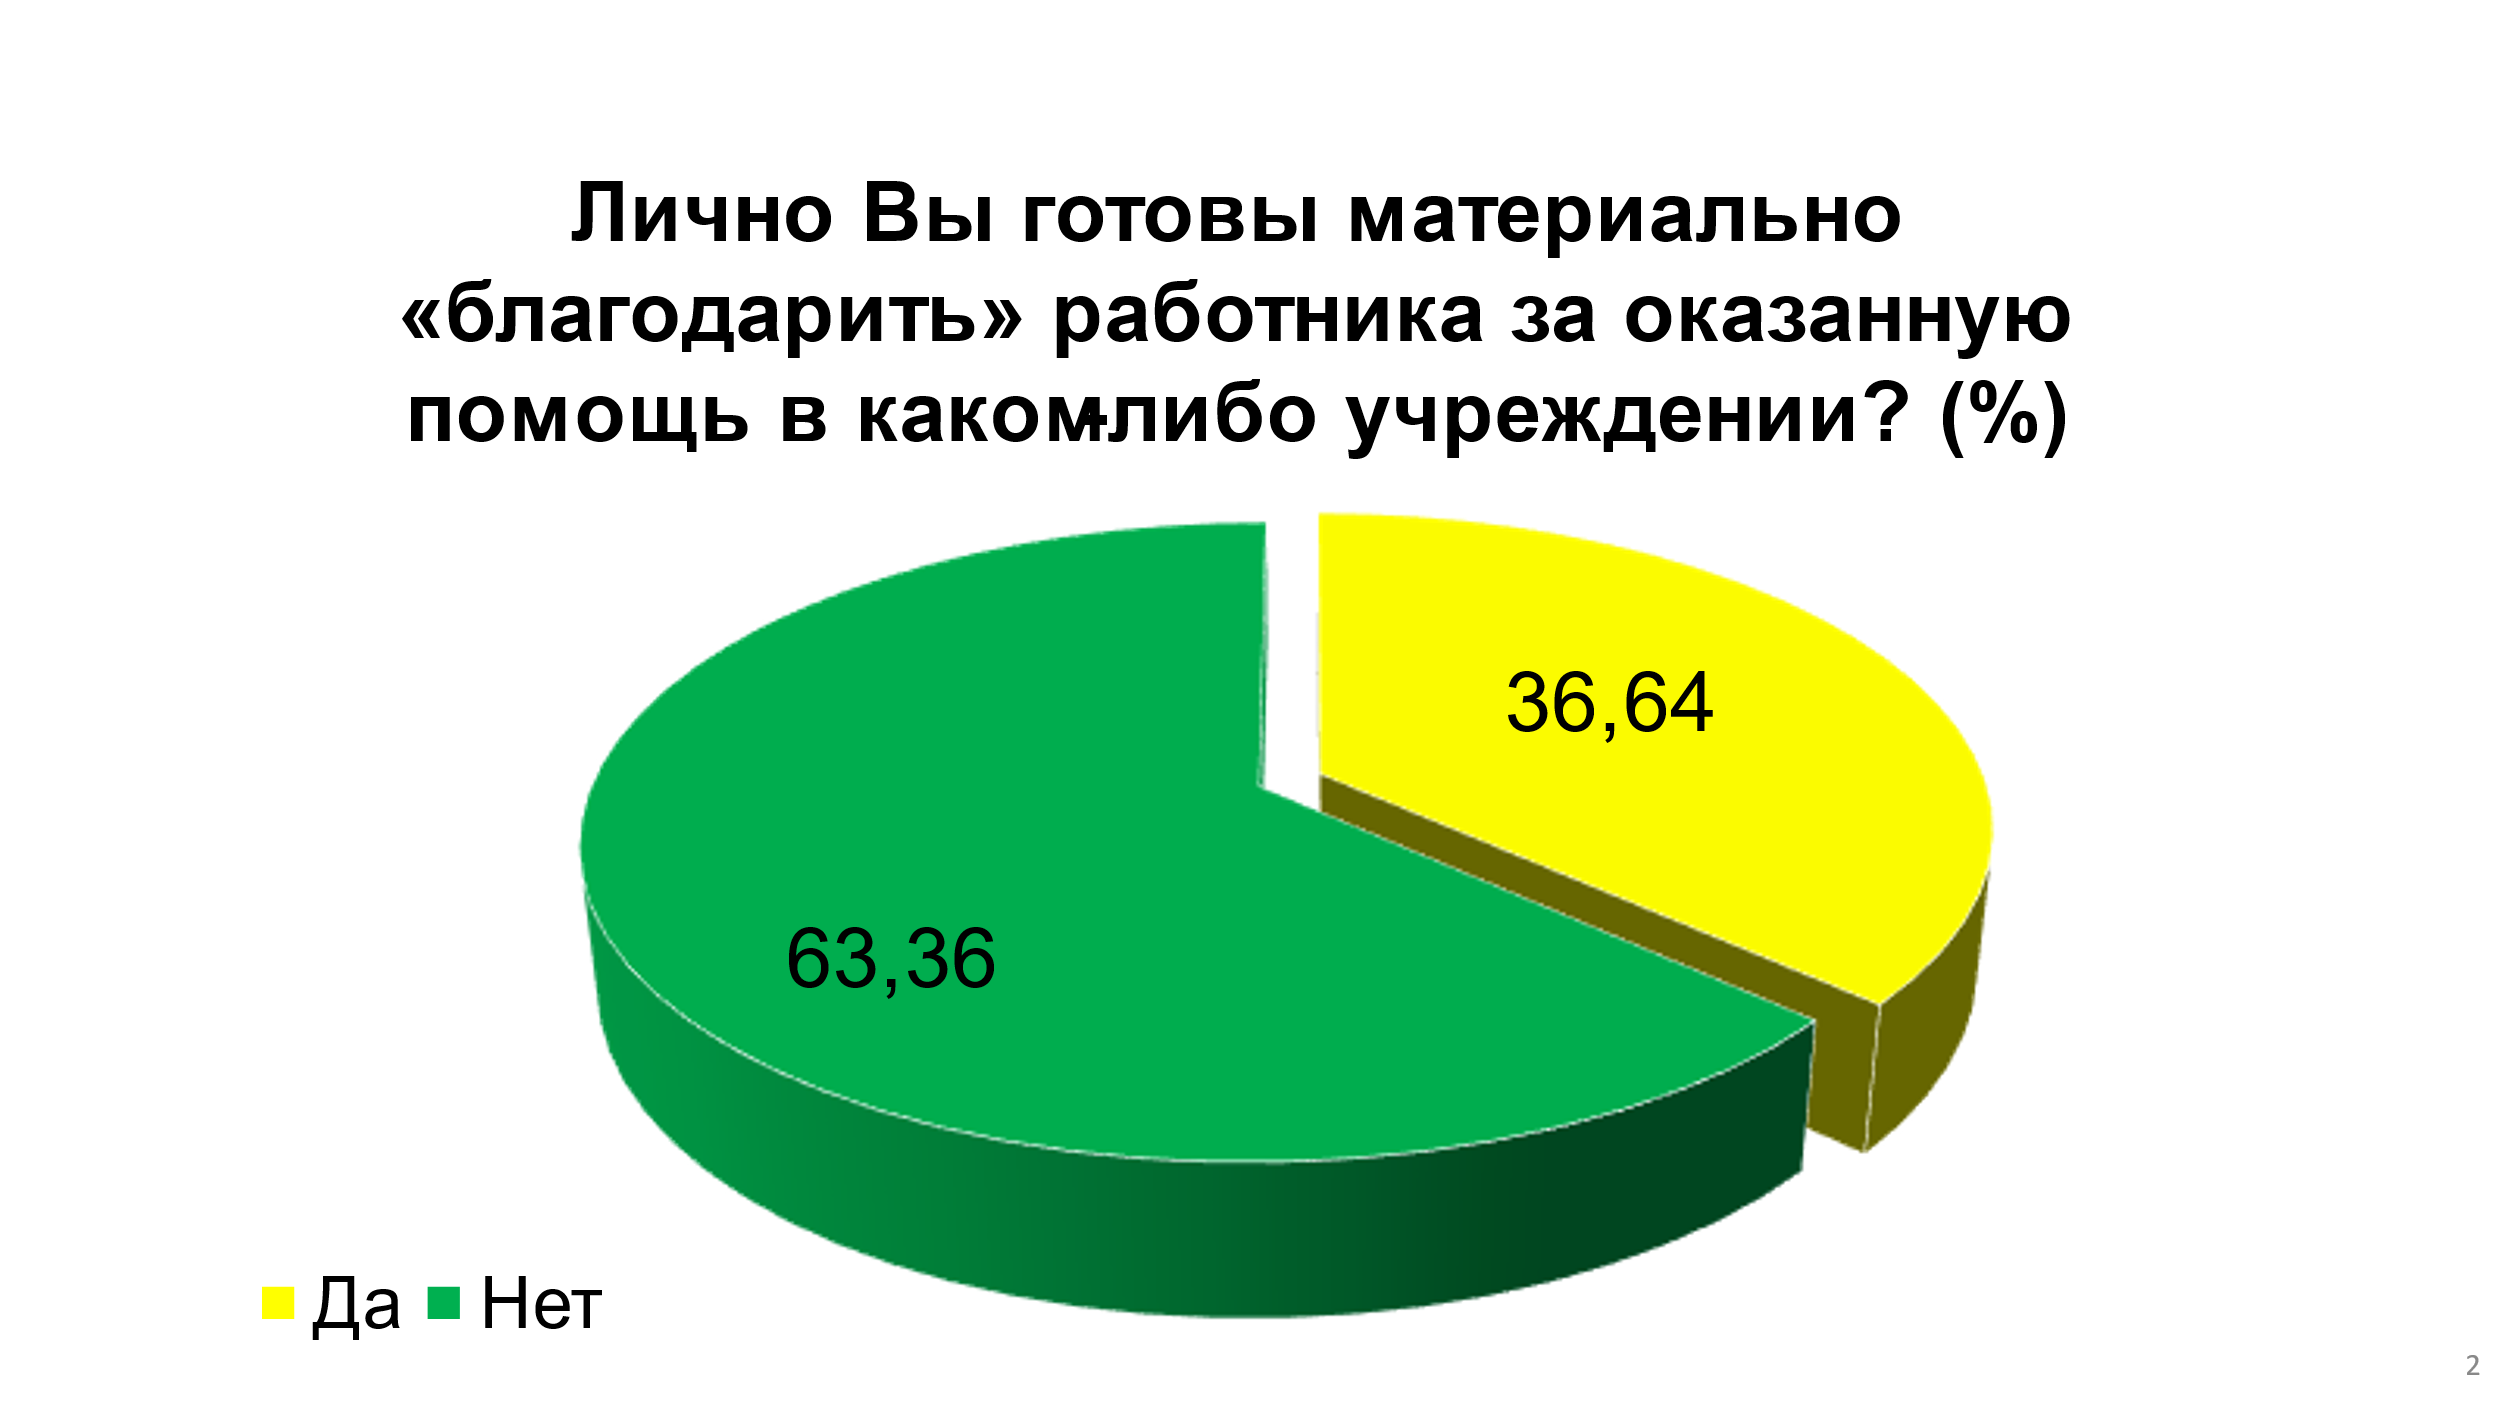 Лично Вы готовы материально
«благодарить» работника за оказанную
помощь в каком-либо учреждении? (%)
36,64
63,36
Да Нет
2